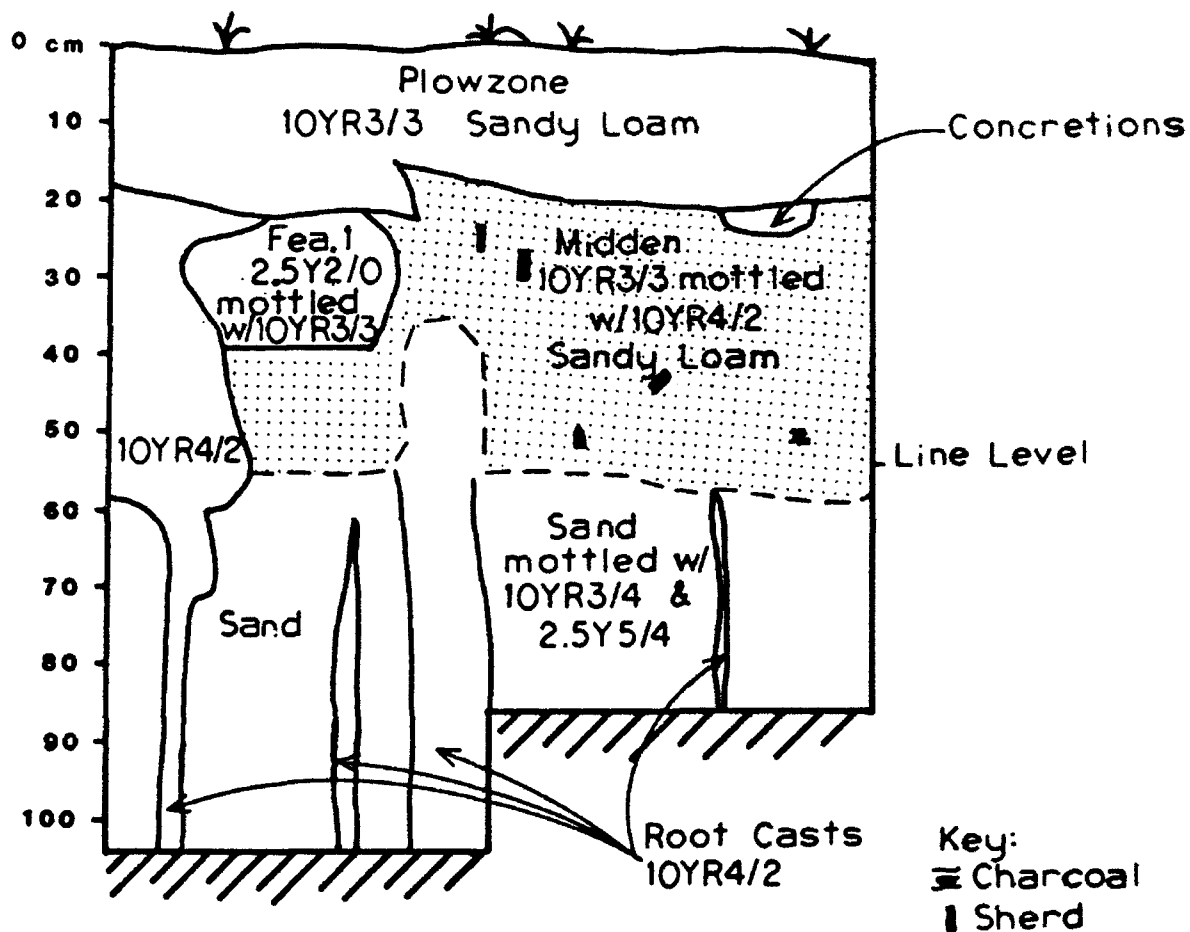 0 cm
10
20
30
40
50
60
70
80
90
100
Plowzone
10YR3/3 Sandy Loam
Concretions
Fea.1
2.5Y2/0
mottled
w/10YR3/3
Midden
10YR3/3 mottled
w/10YR4/2
Sandy Loam
10YR4/2
Line Level
Sand
mottled w/
10YR3/4 &
2.5Y5/4
Sand
Root Casts
10YR4/2
Key:
Charcoal
Sherd